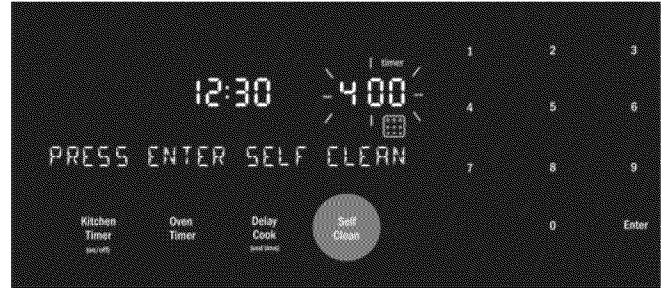 timer
12:30 4 00
PRESS ENTER SELF CLEAN
Kitchen
Timer
(on/off)
Oven
Timer
Delay
Cook
(end time)
Self
Clean
1 2 3
4 5 6
7 8 9
0 Enter